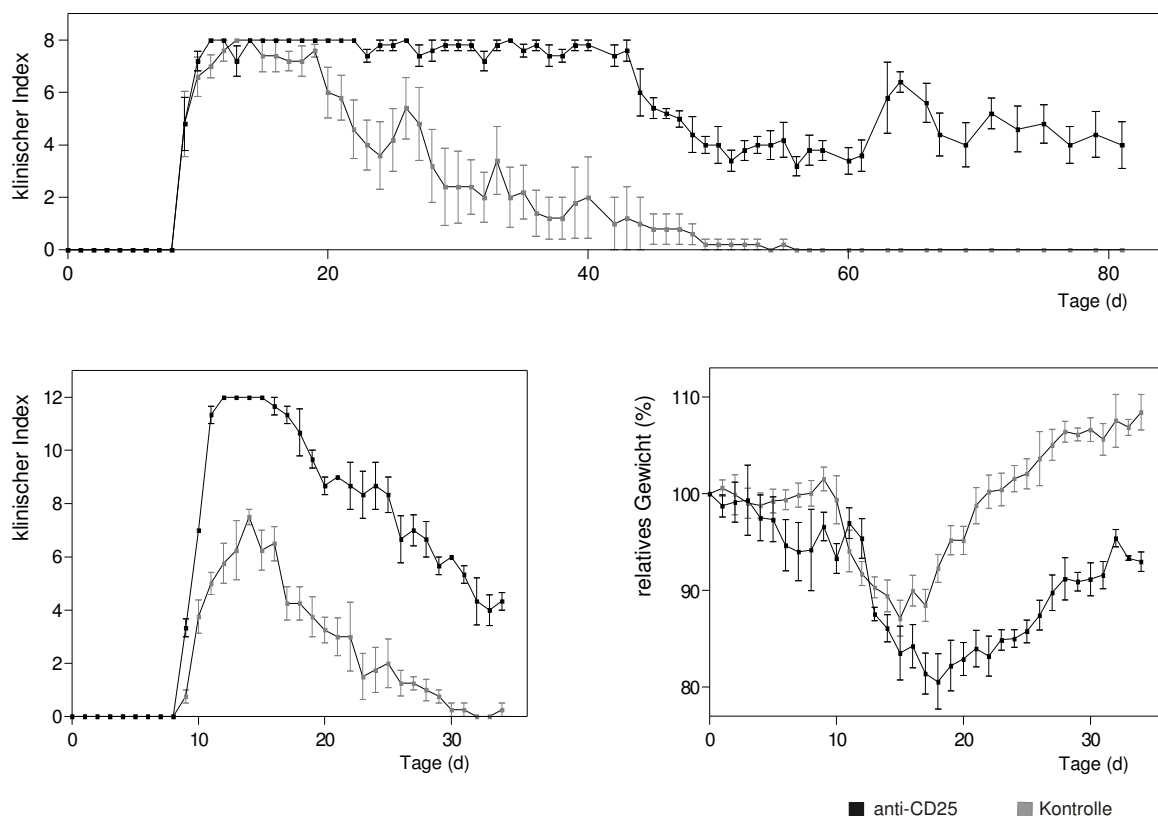 klinischer Index
8
6
4
2
0
0 20 40 60 80
Tage (d)
klinischer Index
12
10
8
6
4
2
0
0 10 20 30
Tage (d)
relatives Gewicht (%)
110
100
90
80
0 10 20 30
Tage (d)
anti-CD25 Kontrolle